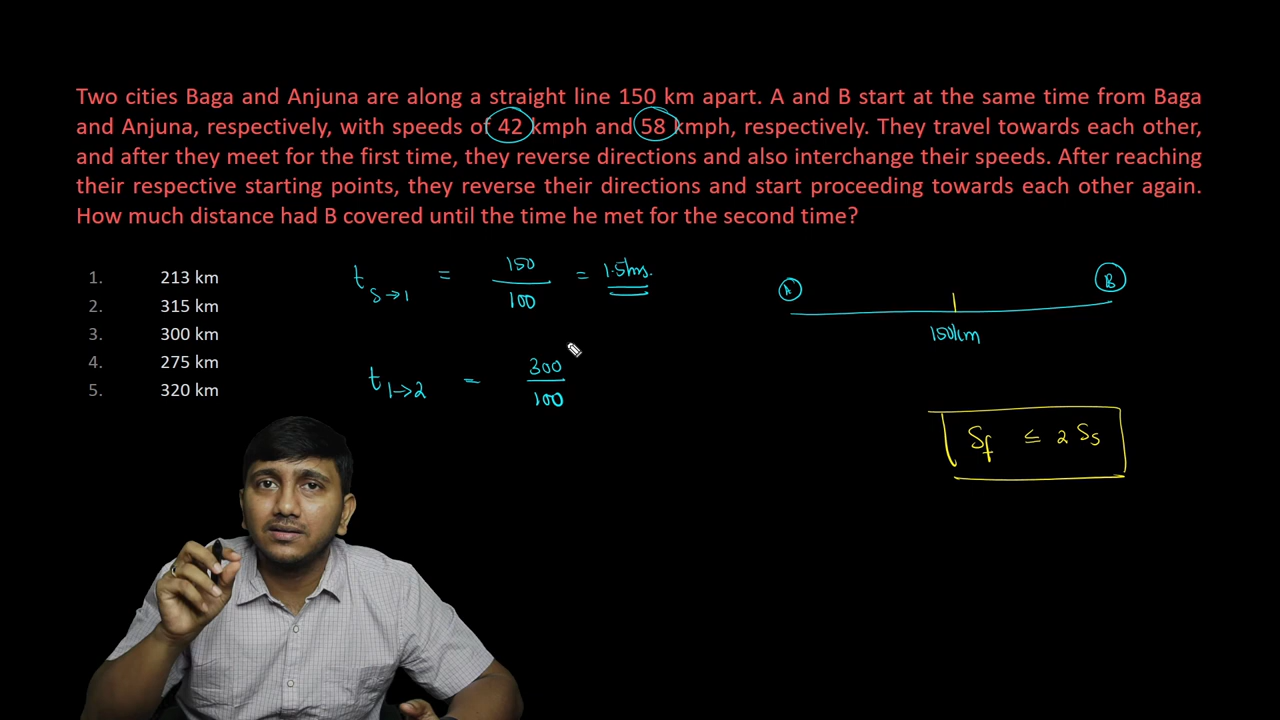 Two cities Baga and Anjuna are along a straight line 150 km apart. A and B start at the same time from Baga
and Anjuna, respectively, with speeds of 42 kmph and 58 kmph, respectively. They travel towards each other,
and after they meet for the first time, they reverse directions and also interchange their speeds. After reaching
their respective starting points, they reverse their directions and start proceeding towards each other again.
How much distance had B covered until the time he met for the second time?
1. 213 km
2. 315 km
3. 300 km
4. 275 km
5. 320 km
t S→1 = 150/100 = 1.5hrs.
t 1→2 = 300/100
A B
150km
Sf ≤ 2 Ss